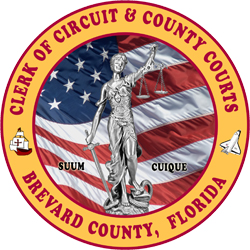 CLERK OF CIRCUIT & COUNTY COURTS
SUUM CUIQUE
BREVARD COUNTY, FLORIDA